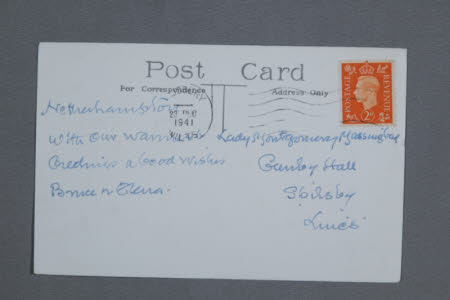 Post Card
For Correspondence
Address Only
POSTAGE
REVENUE
2D
1941
Netherhampton
With our warmest
Greetings & Good Wishes
Bruce & Elena.
Lady Montgomery Massingberd
Gunby Hall
Spilsby
Lincs